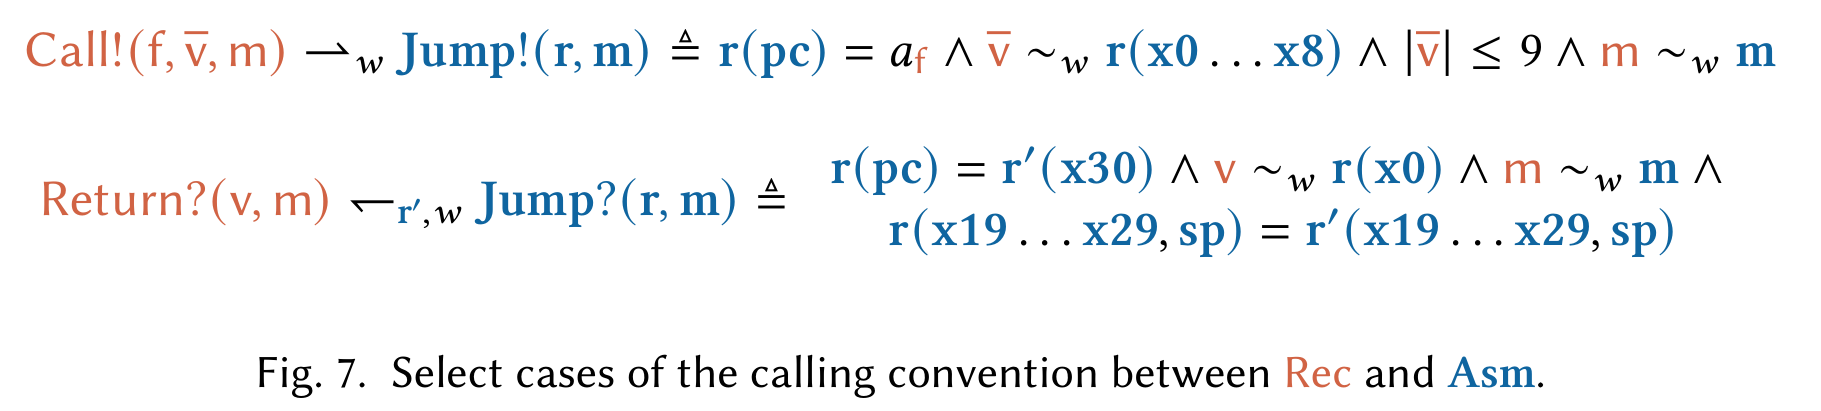 Call!(f, v̅, m) ⇀_w Jump!(r, m) ≜ r(pc) = a_f ∧ v̅ ∼_w r(x0 … x8) ∧ |v̅| ≤ 9 ∧ m ∼_w m
Return?(v, m) ↽_r′,w Jump?(r, m) ≜ r(pc) = r′(x30) ∧ v ∼_w r(x0) ∧ m ∼_w m ∧
r(x19 … x29, sp) = r′(x19 … x29, sp)
Fig. 7. Select cases of the calling convention between Rec and Asm.